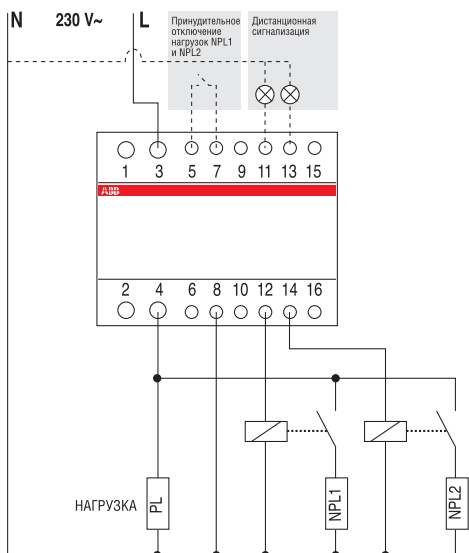 N 230 V~ L
Принудительное
отключение
нагрузок NPL1
и NPL2
Дистанционная
сигнализация
1 3 5 7 9 11 13 15
ABB
2 4 6 8 10 12 14 16
НАГРУЗКА PL NPL1 NPL2